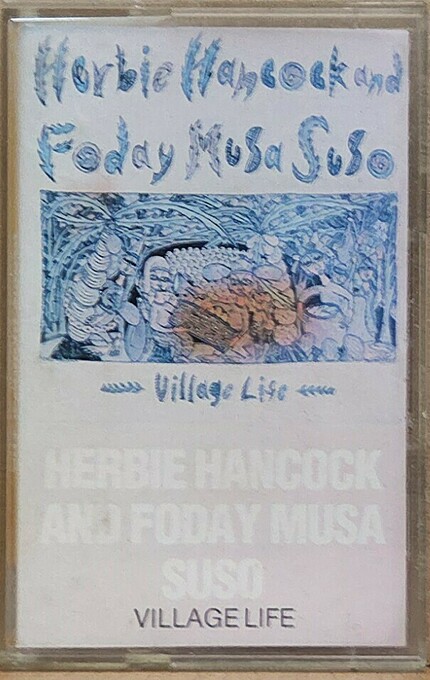 Herbie Hancock and
Foday Musa Suso
Village Life
HERBIE HANCOCK
AND FODAY MUSA
SUSO
VILLAGE LIFE